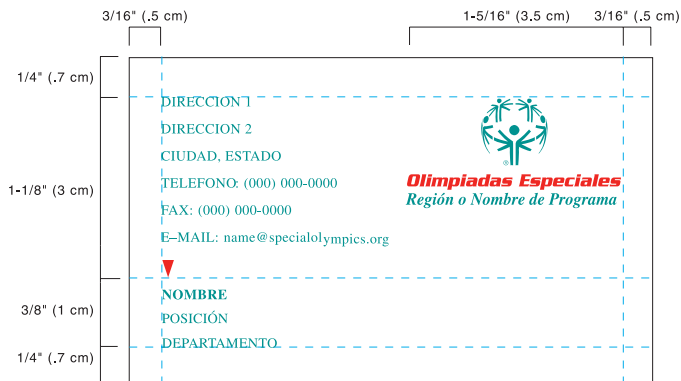 3/16" (.5 cm) 1-5/16" (3.5 cm) 3/16" (.5 cm)
1/4" (.7 cm)
1-1/8" (3 cm)
3/8" (1 cm)
1/4" (.7 cm)
DIRECCION 1
DIRECCION 2
CIUDAD, ESTADO
TELEFONO: (000) 000-0000
FAX: (000) 000-0000
E–MAIL: name@specialolympics.org
NOMBRE
POSICIÓN
DEPARTAMENTO
®
Olimpiadas Especiales
Región o Nombre de Programa